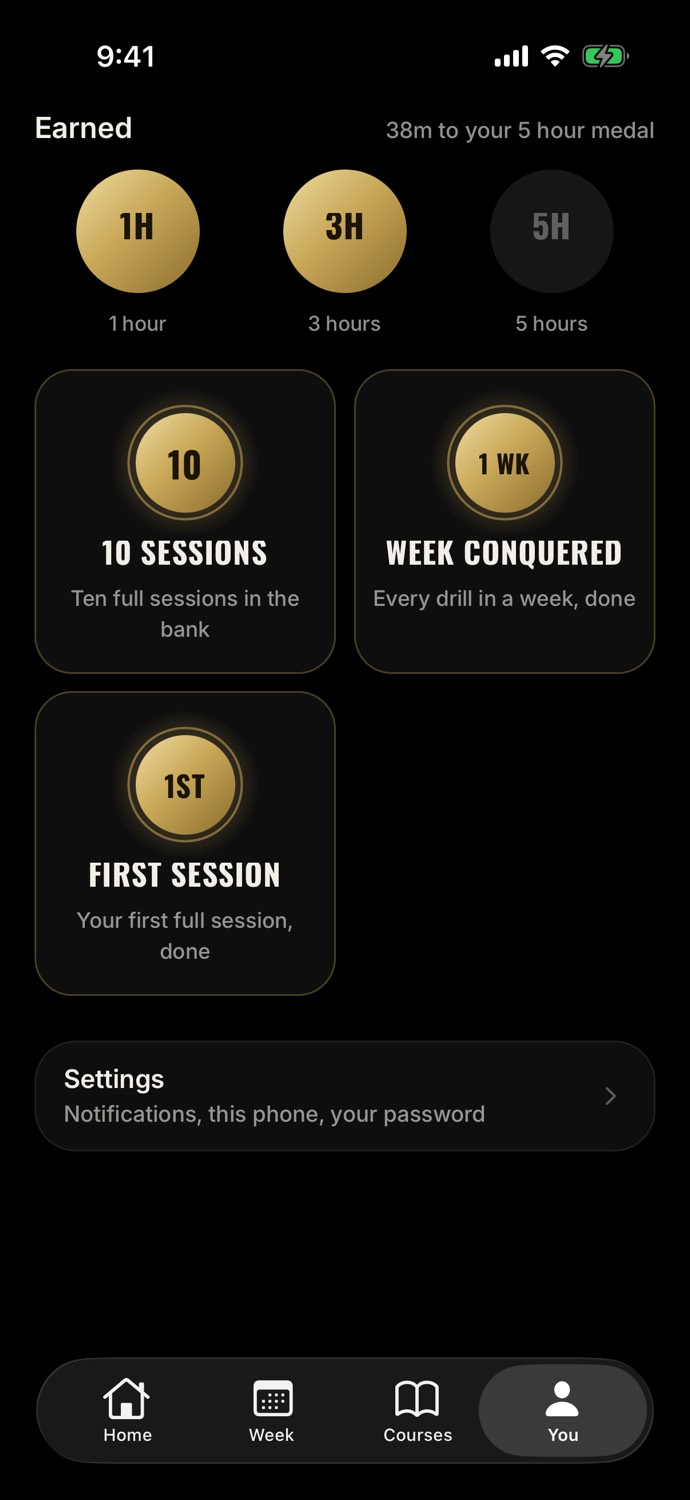 9:41
Earned
38m to your 5 hour medal
1H
3H
5H
1 hour
3 hours
5 hours
10
10 SESSIONS
Ten full sessions in the
bank
1 WK
WEEK CONQUERED
Every drill in a week, done
1ST
FIRST SESSION
Your first full session,
done
Settings
Notifications, this phone, your password
Home
Week
Courses
You